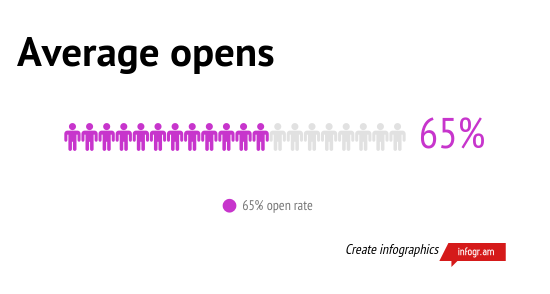 Average opens
65%
65% open rate
Create infographics infogr.am